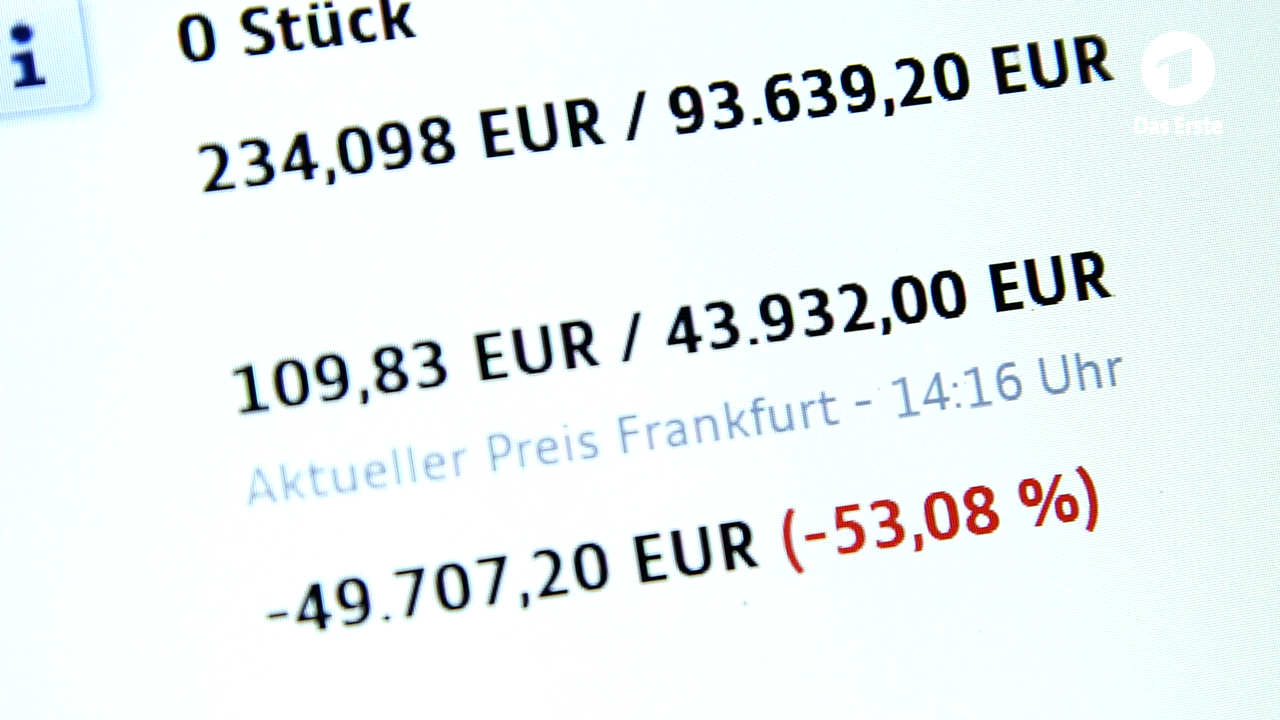 i
0 Stück
234,098 EUR / 93.639,20 EUR
109,83 EUR / 43.932,00 EUR
Aktueller Preis Frankfurt - 14:16 Uhr
-49.707,20 EUR (-53,08 %)
1
Das Erste